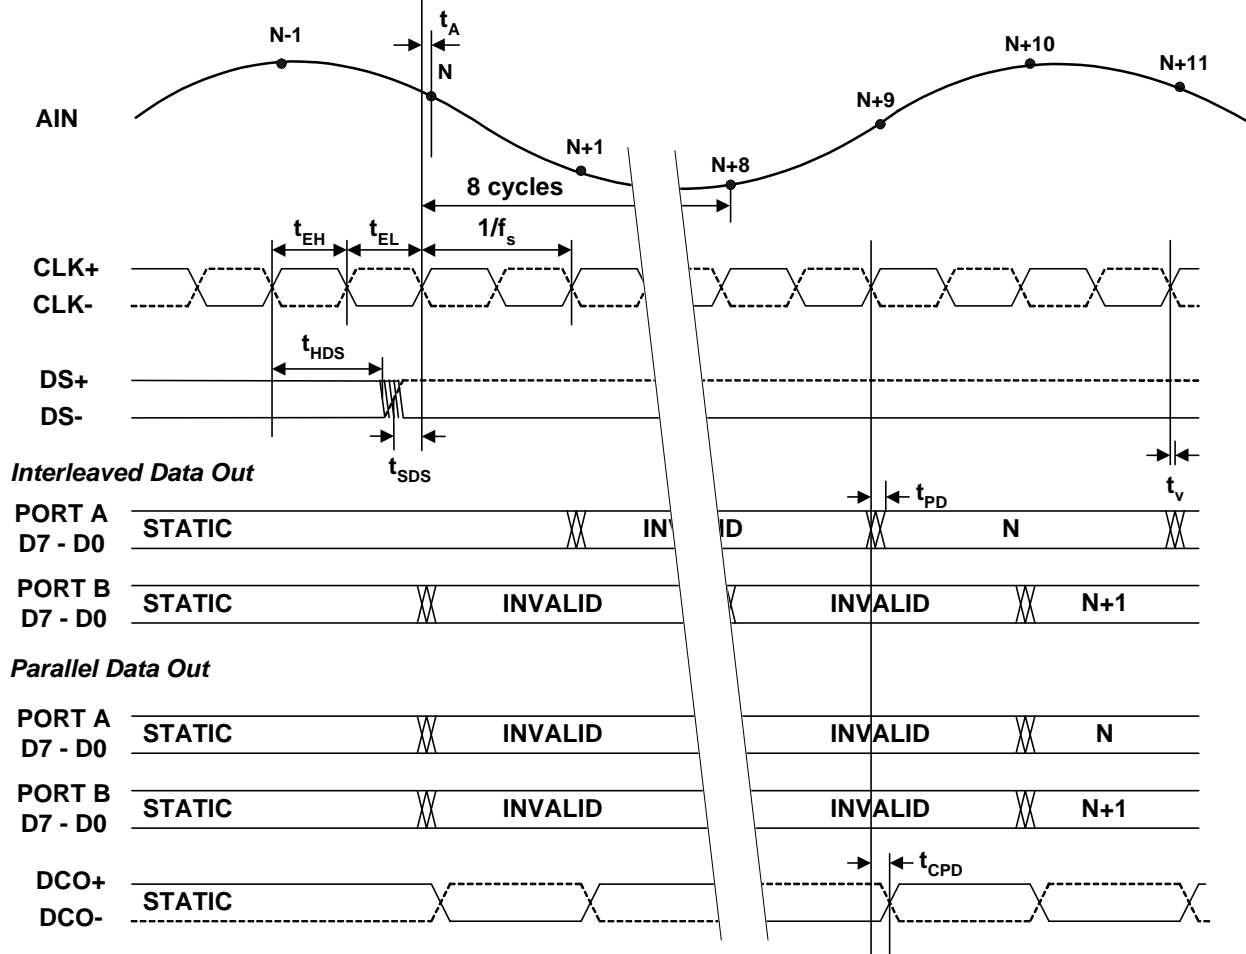 t_A
N-1
N
N+10
N+11
AIN
N+9
N+1
N+8
8 cycles
t_EH
t_EL
1/f_s
CLK+
CLK-
t_HDS
DS+
DS-
t_SDS
Interleaved Data Out
t_PD
t_v
PORT A
D7 - D0
STATIC
INV
ID
N
PORT B
D7 - D0
STATIC
INVALID
INVALID
N+1
Parallel Data Out
PORT A
D7 - D0
STATIC
INVALID
INVALID
N
PORT B
D7 - D0
STATIC
INVALID
INVALID
N+1
t_CPD
DCO+
DCO-
STATIC